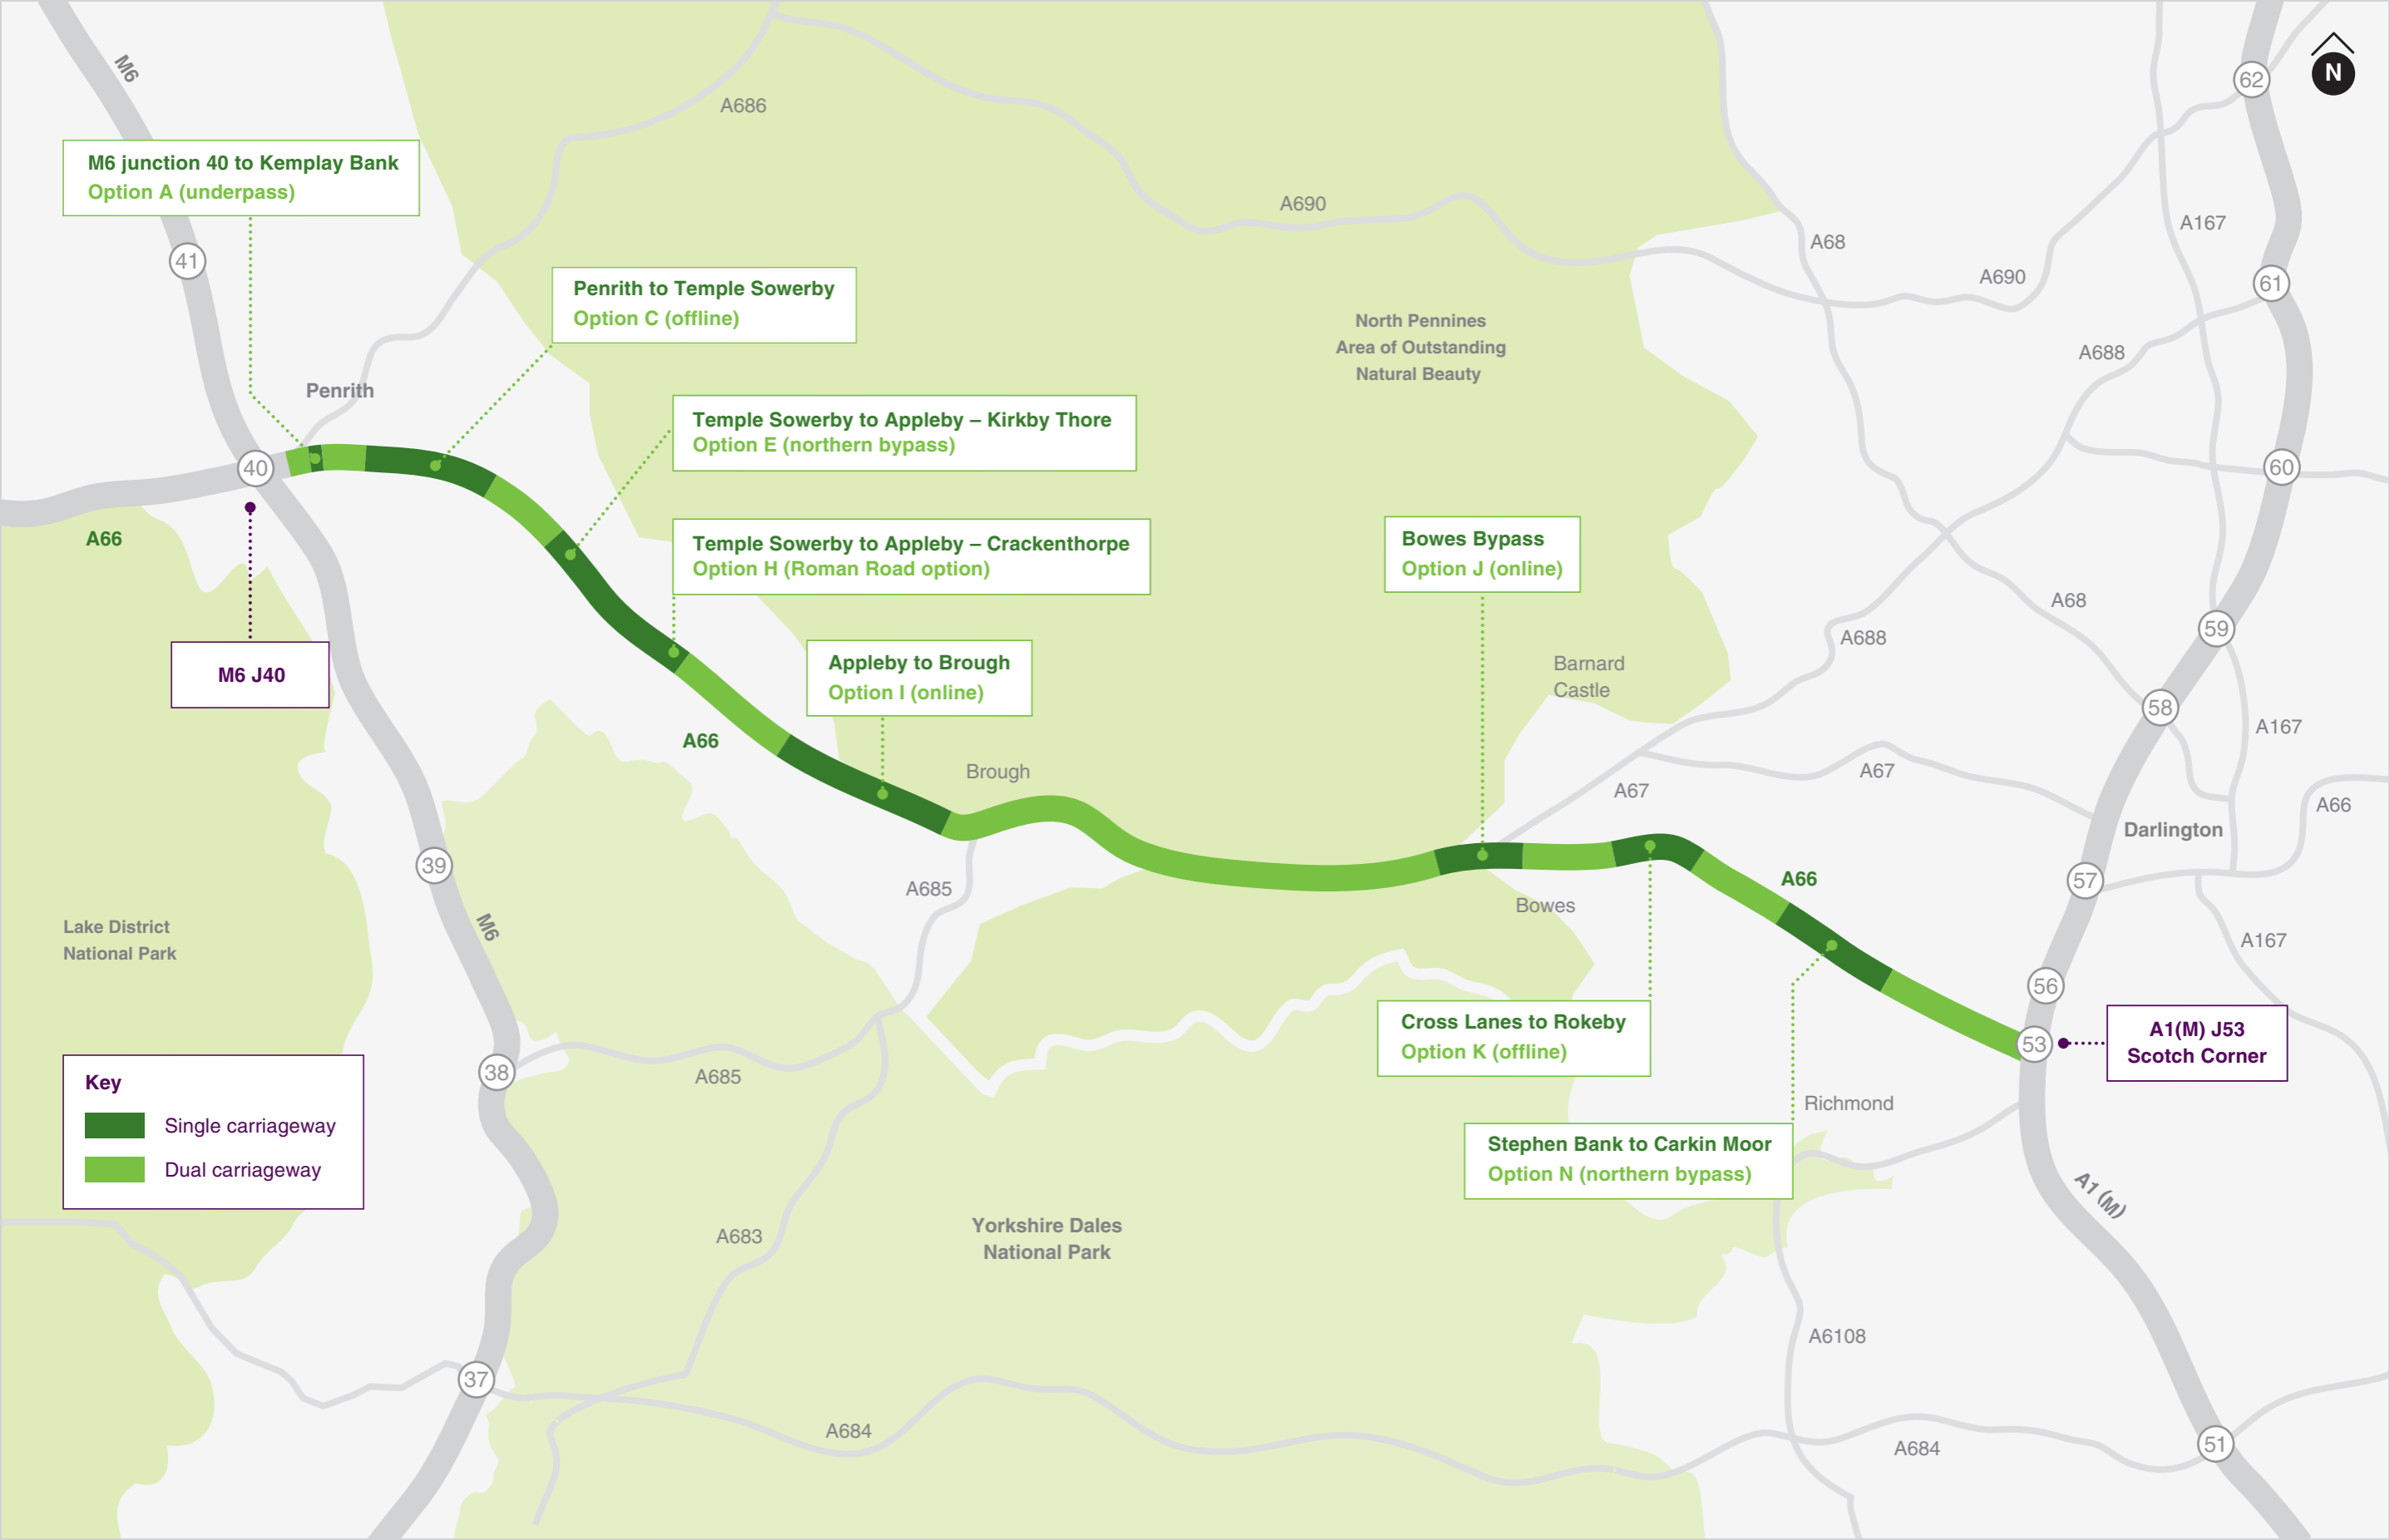 M6
N
62
A686
M6 junction 40 to Kemplay Bank
Option A (underpass)
A690
A167
A68
41
A690
61
Penrith to Temple Sowerby
Option C (offline)
North Pennines
Area of Outstanding
Natural Beauty
A688
Penrith
Temple Sowerby to Appleby – Kirkby Thore
Option E (northern bypass)
40
60
A66
Temple Sowerby to Appleby – Crackenthorpe
Option H (Roman Road option)
Bowes Bypass
Option J (online)
A68
59
A688
M6 J40
Appleby to Brough
Option I (online)
Barnard
Castle
58
A66
A167
Brough
A67
A67
A66
Darlington
39
A685
A66
57
Bowes
M6
Lake District
National Park
A167
56
Cross Lanes to Rokeby
Option K (offline)
53
A1(M) J53
Scotch Corner
38
A685
Key
Single carriageway
Dual carriageway
Richmond
Stephen Bank to Carkin Moor
Option N (northern bypass)
A1 (M)
A683
Yorkshire Dales
National Park
A6108
37
A684
A684
51